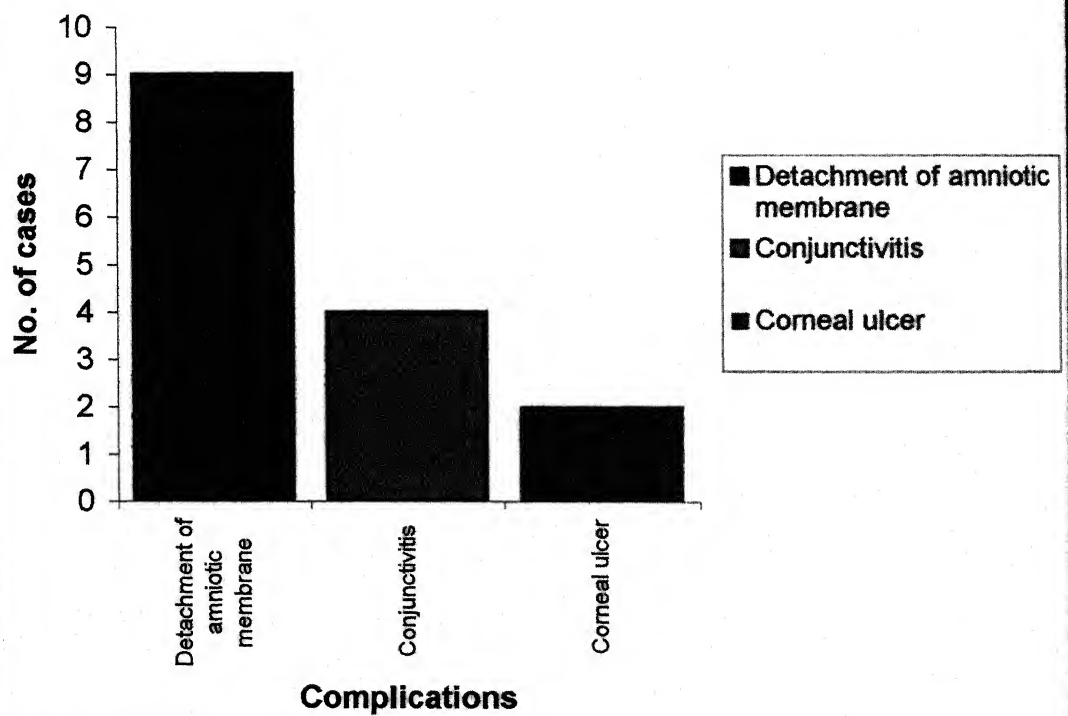 10
9
8
7
6
5
4
3
2
1
0
No. of cases
Detachment of
amniotic
membrane
Conjunctivitis
Corneal ulcer
Complications
Detachment of amniotic
membrane
Conjunctivitis
Corneal ulcer